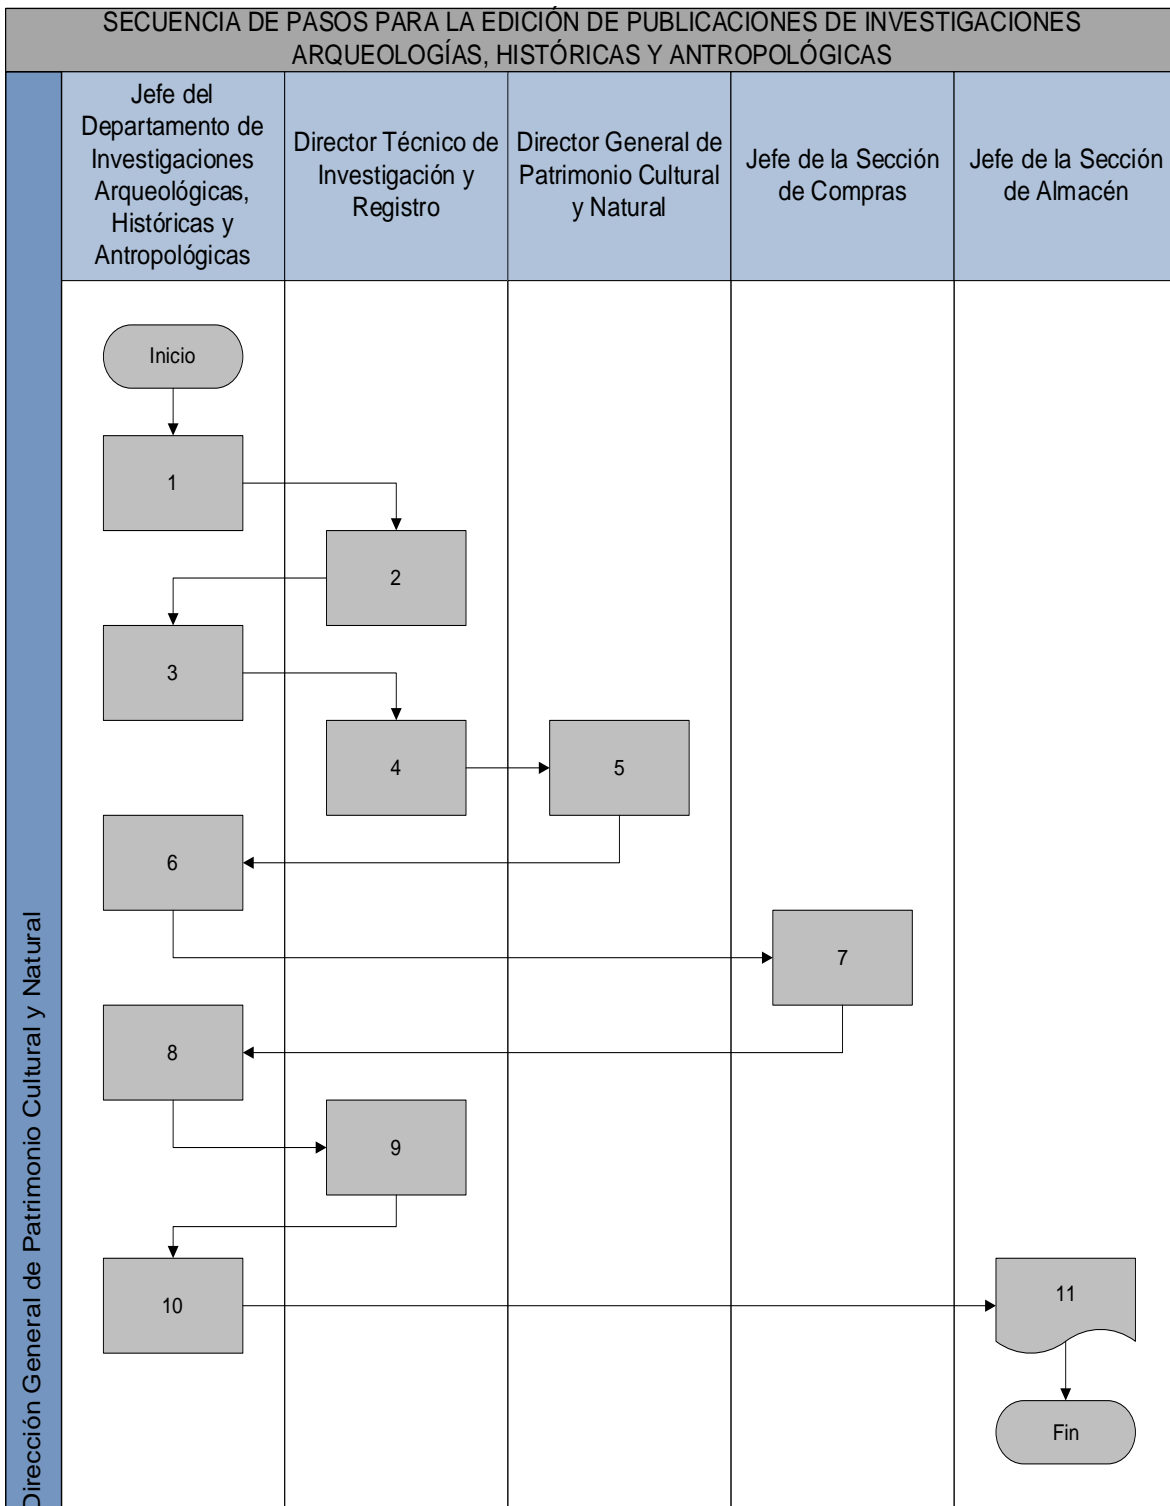 SECUENCIA DE PASOS PARA LA EDICIÓN DE PUBLICACIONES DE INVESTIGACIONES
ARQUEOLOGÍAS, HISTÓRICAS Y ANTROPOLÓGICAS
Dirección General de Patrimonio Cultural y Natural
Jefe del
Departamento de
Investigaciones
Arqueológicas,
Históricas y
Antropológicas
Director Técnico de
Investigación y
Registro
Director General de
Patrimonio Cultural
y Natural
Jefe de la Sección
de Compras
Jefe de la Sección
de Almacén
Inicio
1
2
3
4
5
6
7
8
9
10
11
Fin